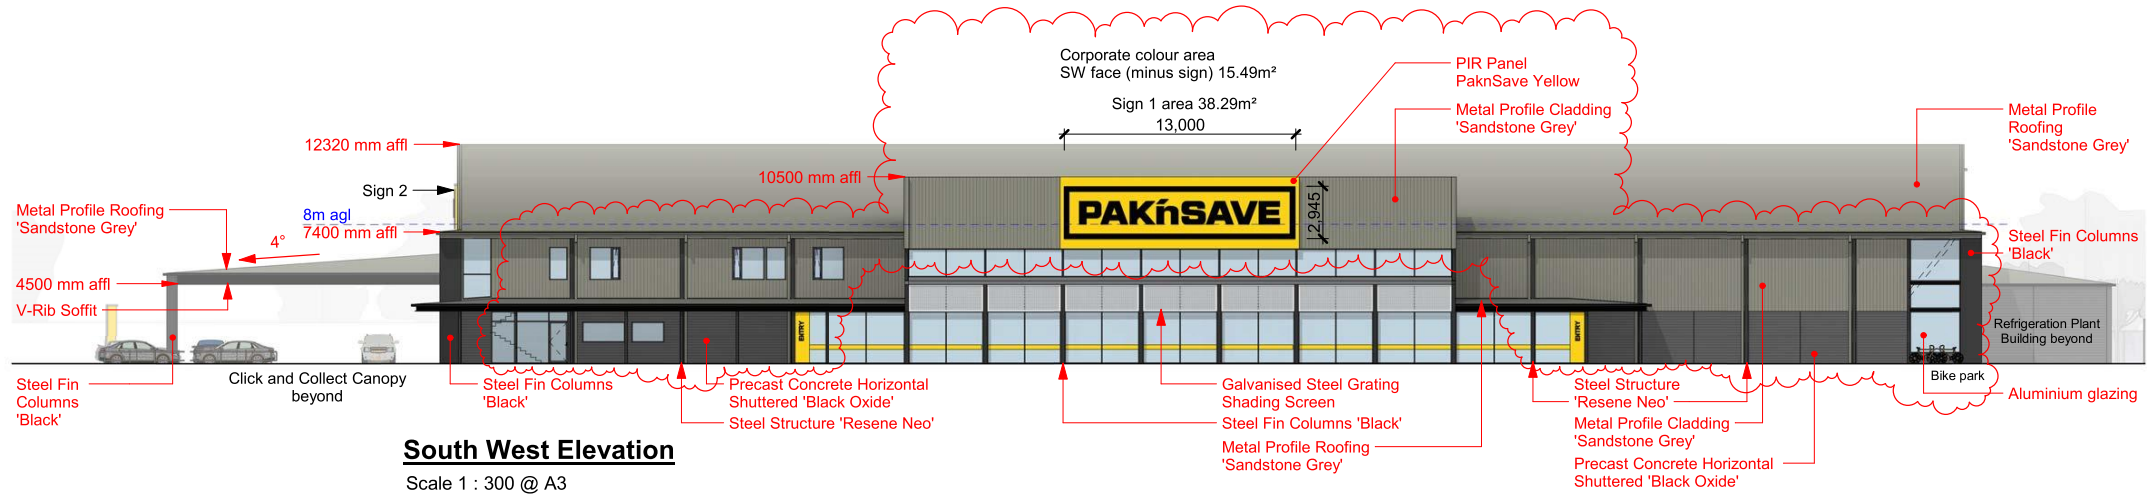 Corporate colour area
SW face (minus sign) 15.49m²
Sign 1 area 38.29m²
13,000
PIR Panel
PaknSave Yellow
Metal Profile Cladding
'Sandstone Grey'
Metal Profile
Roofing
'Sandstone Grey'
12320 mm affl
10500 mm affl
Sign 2
Metal Profile Roofing
'Sandstone Grey'
8m agl
7400 mm affl
4°
PAK'nSAVE
2,945
Steel Fin Columns
'Black'
4500 mm affl
V-Rib Soffit
ENTRY
ENTRY
Refrigeration Plant
Building beyond
Bike park
Click and Collect Canopy
beyond
Steel Fin
Columns
'Black'
Steel Fin Columns
'Black'
Precast Concrete Horizontal
Shuttered 'Black Oxide'
Steel Structure 'Resene Neo'
Galvanised Steel Grating
Shading Screen
Steel Fin Columns 'Black'
Metal Profile Roofing
'Sandstone Grey'
Steel Structure
'Resene Neo'
Metal Profile Cladding
'Sandstone Grey'
Precast Concrete Horizontal
Shuttered 'Black Oxide'
Aluminium glazing
South West Elevation
Scale 1 : 300 @ A3